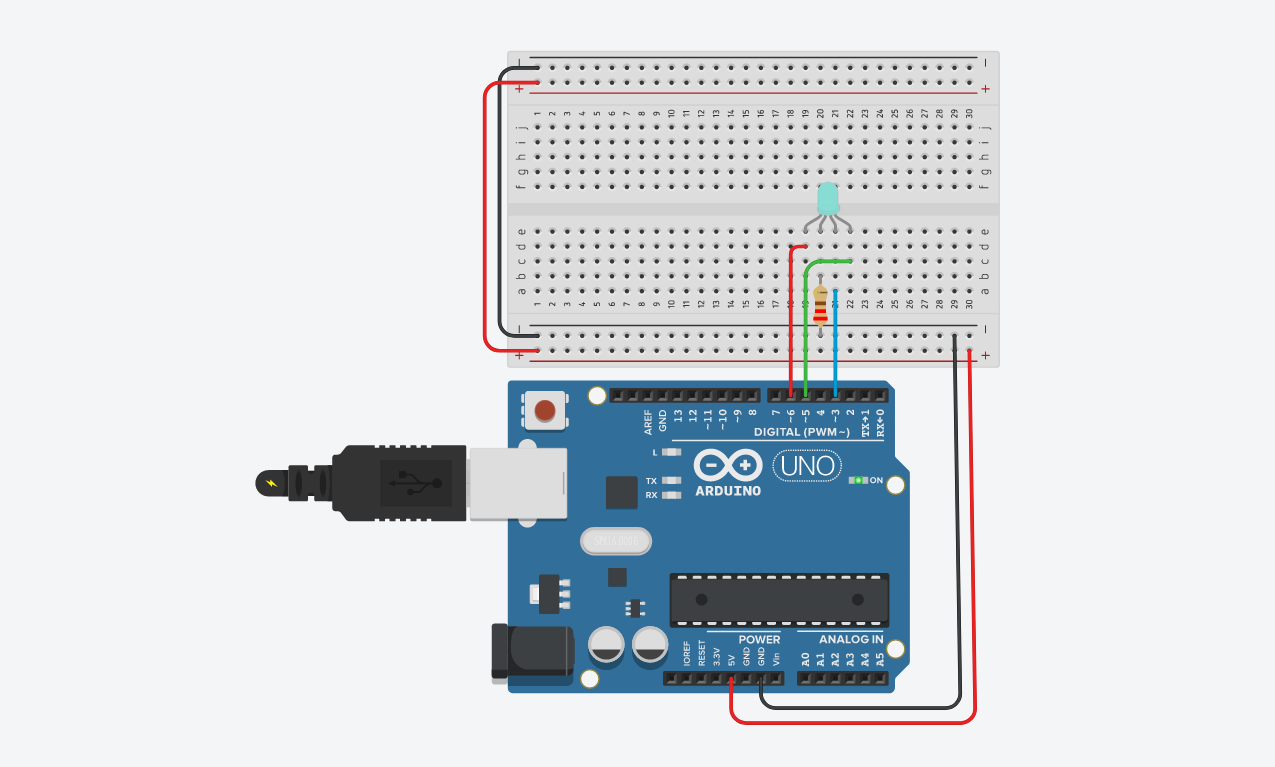 − −
+ +
1 2 3 4 5 6 7 8 9 10 11 12 13 14 15 16 17 18 19 20 21 22 23 24 25 26 27 28 29 30
j j
i i
h h
g g
f f
e e
d d
c c
b b
a a
1 2 3 4 5 6 7 8 9 10 11 12 13 14 15 16 17 18 19 22 23 24 25 26 27 28 29 30
− −
+ +
AREF GND 13 12 ~11 ~10 ~9 8 7 ~6 ~5 4 ~3 2 TX→1 RX←0
DIGITAL (PWM ~)
L
TX
RX
UNO
ARDUINO
ON
POWER ANALOG IN
IOREF RESET 3.3V 5V GND GND Vin A0 A1 A2 A3 A4 A5